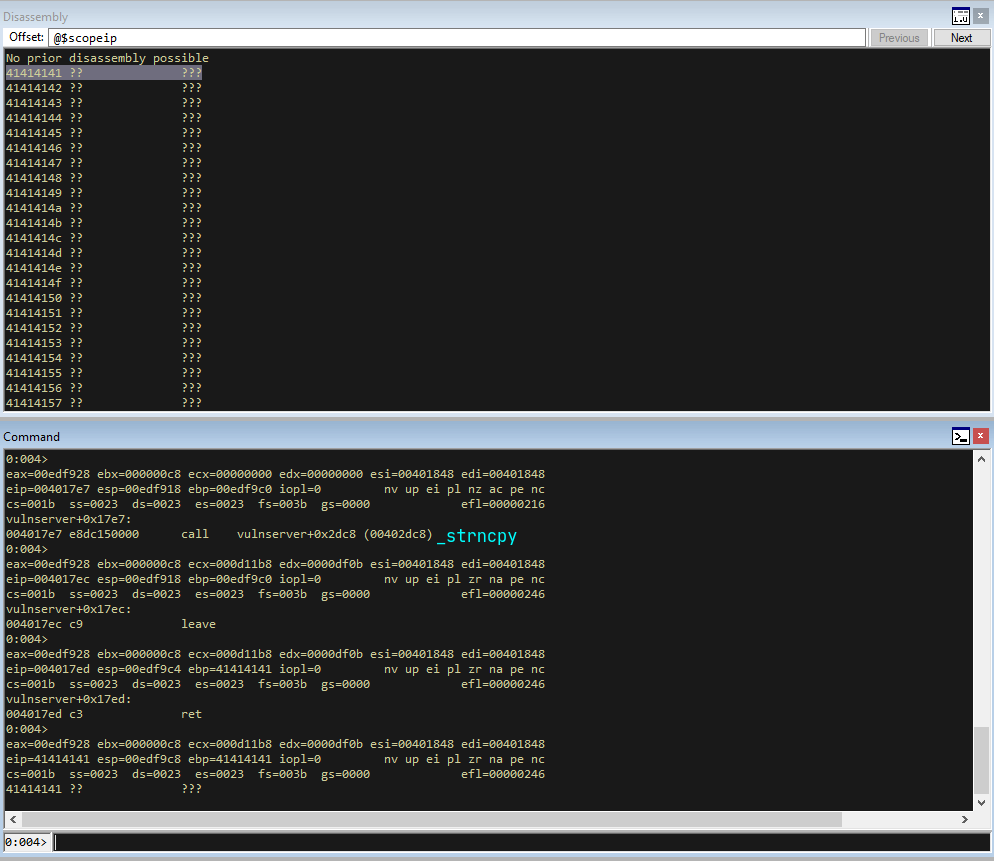 Disassembly
Offset: @$scopeip Previous Next
No prior disassembly possible
41414141 ?? ???
41414142 ?? ???
41414143 ?? ???
41414144 ?? ???
41414145 ?? ???
41414146 ?? ???
41414147 ?? ???
41414148 ?? ???
41414149 ?? ???
4141414a ?? ???
4141414b ?? ???
4141414c ?? ???
4141414d ?? ???
4141414e ?? ???
4141414f ?? ???
41414150 ?? ???
41414151 ?? ???
41414152 ?? ???
41414153 ?? ???
41414154 ?? ???
41414155 ?? ???
41414156 ?? ???
41414157 ?? ???
Command
0:004>
eax=00edf928 ebx=000000c8 ecx=00000000 edx=00000000 esi=00401848 edi=00401848
eip=004017e7 esp=00edf918 ebp=00edf9c0 iopl=0 nv up ei pl nz ac pe nc
cs=001b ss=0023 ds=0023 es=0023 fs=003b gs=0000 efl=00000216
vulnserver+0x17e7:
004017e7 e8dc150000 call vulnserver+0x2dc8 (00402dc8) _strncpy
0:004>
eax=00edf928 ebx=000000c8 ecx=000d11b8 edx=0000df0b esi=00401848 edi=00401848
eip=004017ec esp=00edf918 ebp=00edf9c0 iopl=0 nv up ei pl zr na pe nc
cs=001b ss=0023 ds=0023 es=0023 fs=003b gs=0000 efl=00000246
vulnserver+0x17ec:
004017ec c9 leave
0:004>
eax=00edf928 ebx=000000c8 ecx=000d11b8 edx=0000df0b esi=00401848 edi=00401848
eip=004017ed esp=00edf9c4 ebp=41414141 iopl=0 nv up ei pl zr na pe nc
cs=001b ss=0023 ds=0023 es=0023 fs=003b gs=0000 efl=00000246
vulnserver+0x17ed:
004017ed c3 ret
0:004>
eax=00edf928 ebx=000000c8 ecx=000d11b8 edx=0000df0b esi=00401848 edi=00401848
eip=41414141 esp=00edf9c8 ebp=41414141 iopl=0 nv up ei pl zr na pe nc
cs=001b ss=0023 ds=0023 es=0023 fs=003b gs=0000 efl=00000246
41414141 ?? ???
0:004>